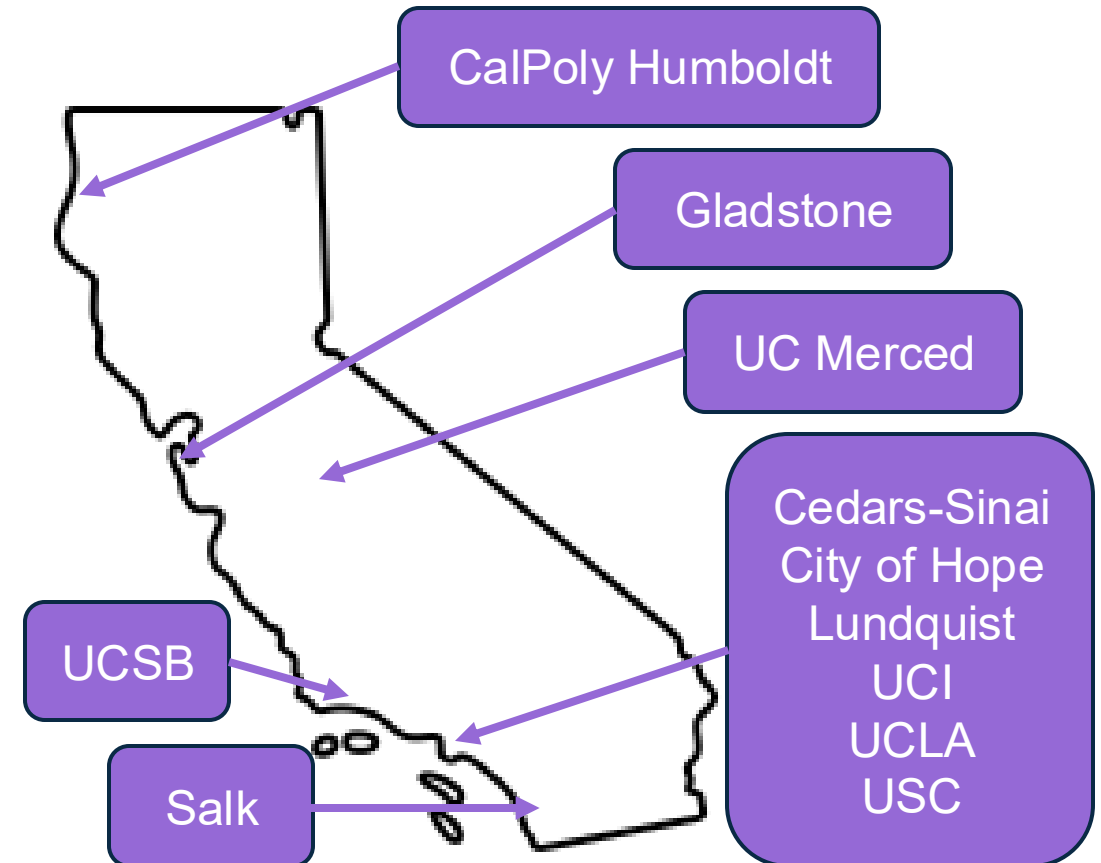 CalPoly Humboldt
Gladstone
UC Merced
Cedars-Sinai
City of Hope
Lundquist
UCI
UCLA
USC
UCSB
Salk